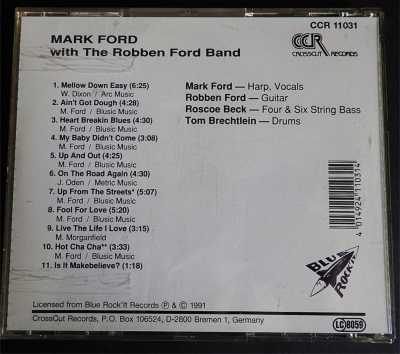 CCR 11031
MARK FORD
with The Robben Ford Band
CCR
CROSSCUT RECORDS
1. Mellow Down Easy (6:25)
W. Dixon / Arc Music
2. Ain't Got Dough (4:28)
M. Ford / Blusic Music
3. Heart Breakin Blues (4:30)
M. Ford / Blusic Music
4. My Baby Didn't Come (3:08)
M. Ford / Blusic Music
5. Up And Out (4:25)
M. Ford / Blusic Music
6. On The Road Again (4:30)
J. Oden / Metric Music
7. Up From The Streets* (5:07)
M. Ford / Blusic Music
8. Fool For Love (5:20)
M. Ford / Blusic Music
9. Live The Life I Love (3:15)
M. Morganfield
10. Hot Cha Cha** (3:33)
M. Ford / Blusic Music
11. Is It Makebelieve? (1:18)
Mark Ford — Harp, Vocals
Robben Ford — Guitar
Roscoe Beck — Four & Six String Bass
Tom Brechtlein — Drums
4 014924 110314
BLUE ROCK'IT
Licensed from Blue Rock'It Records ℗ & © 1991
CrossCut Records, P.O. Box 106524, D-2800 Bremen 1, Germany
LC 8059